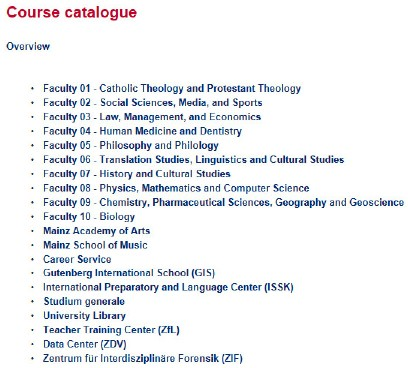 Course catalogue
Overview
• Faculty 01 - Catholic Theology and Protestant Theology
• Faculty 02 - Social Sciences, Media, and Sports
• Faculty 03 - Law, Management, and Economics
• Faculty 04 - Human Medicine and Dentistry
• Faculty 05 - Philosophy and Philology
• Faculty 06 - Translation Studies, Linguistics and Cultural Studies
• Faculty 07 - History and Cultural Studies
• Faculty 08 - Physics, Mathematics and Computer Science
• Faculty 09 - Chemistry, Pharmaceutical Sciences, Geography and Geoscience
• Faculty 10 - Biology
• Mainz Academy of Arts
• Mainz School of Music
• Career Service
• Gutenberg International School (GIS)
• International Preparatory and Language Center (ISSK)
• Studium generale
• University Library
• Teacher Training Center (ZfL)
• Data Center (ZDV)
• Zentrum für Interdisziplinäre Forensik (ZIF)